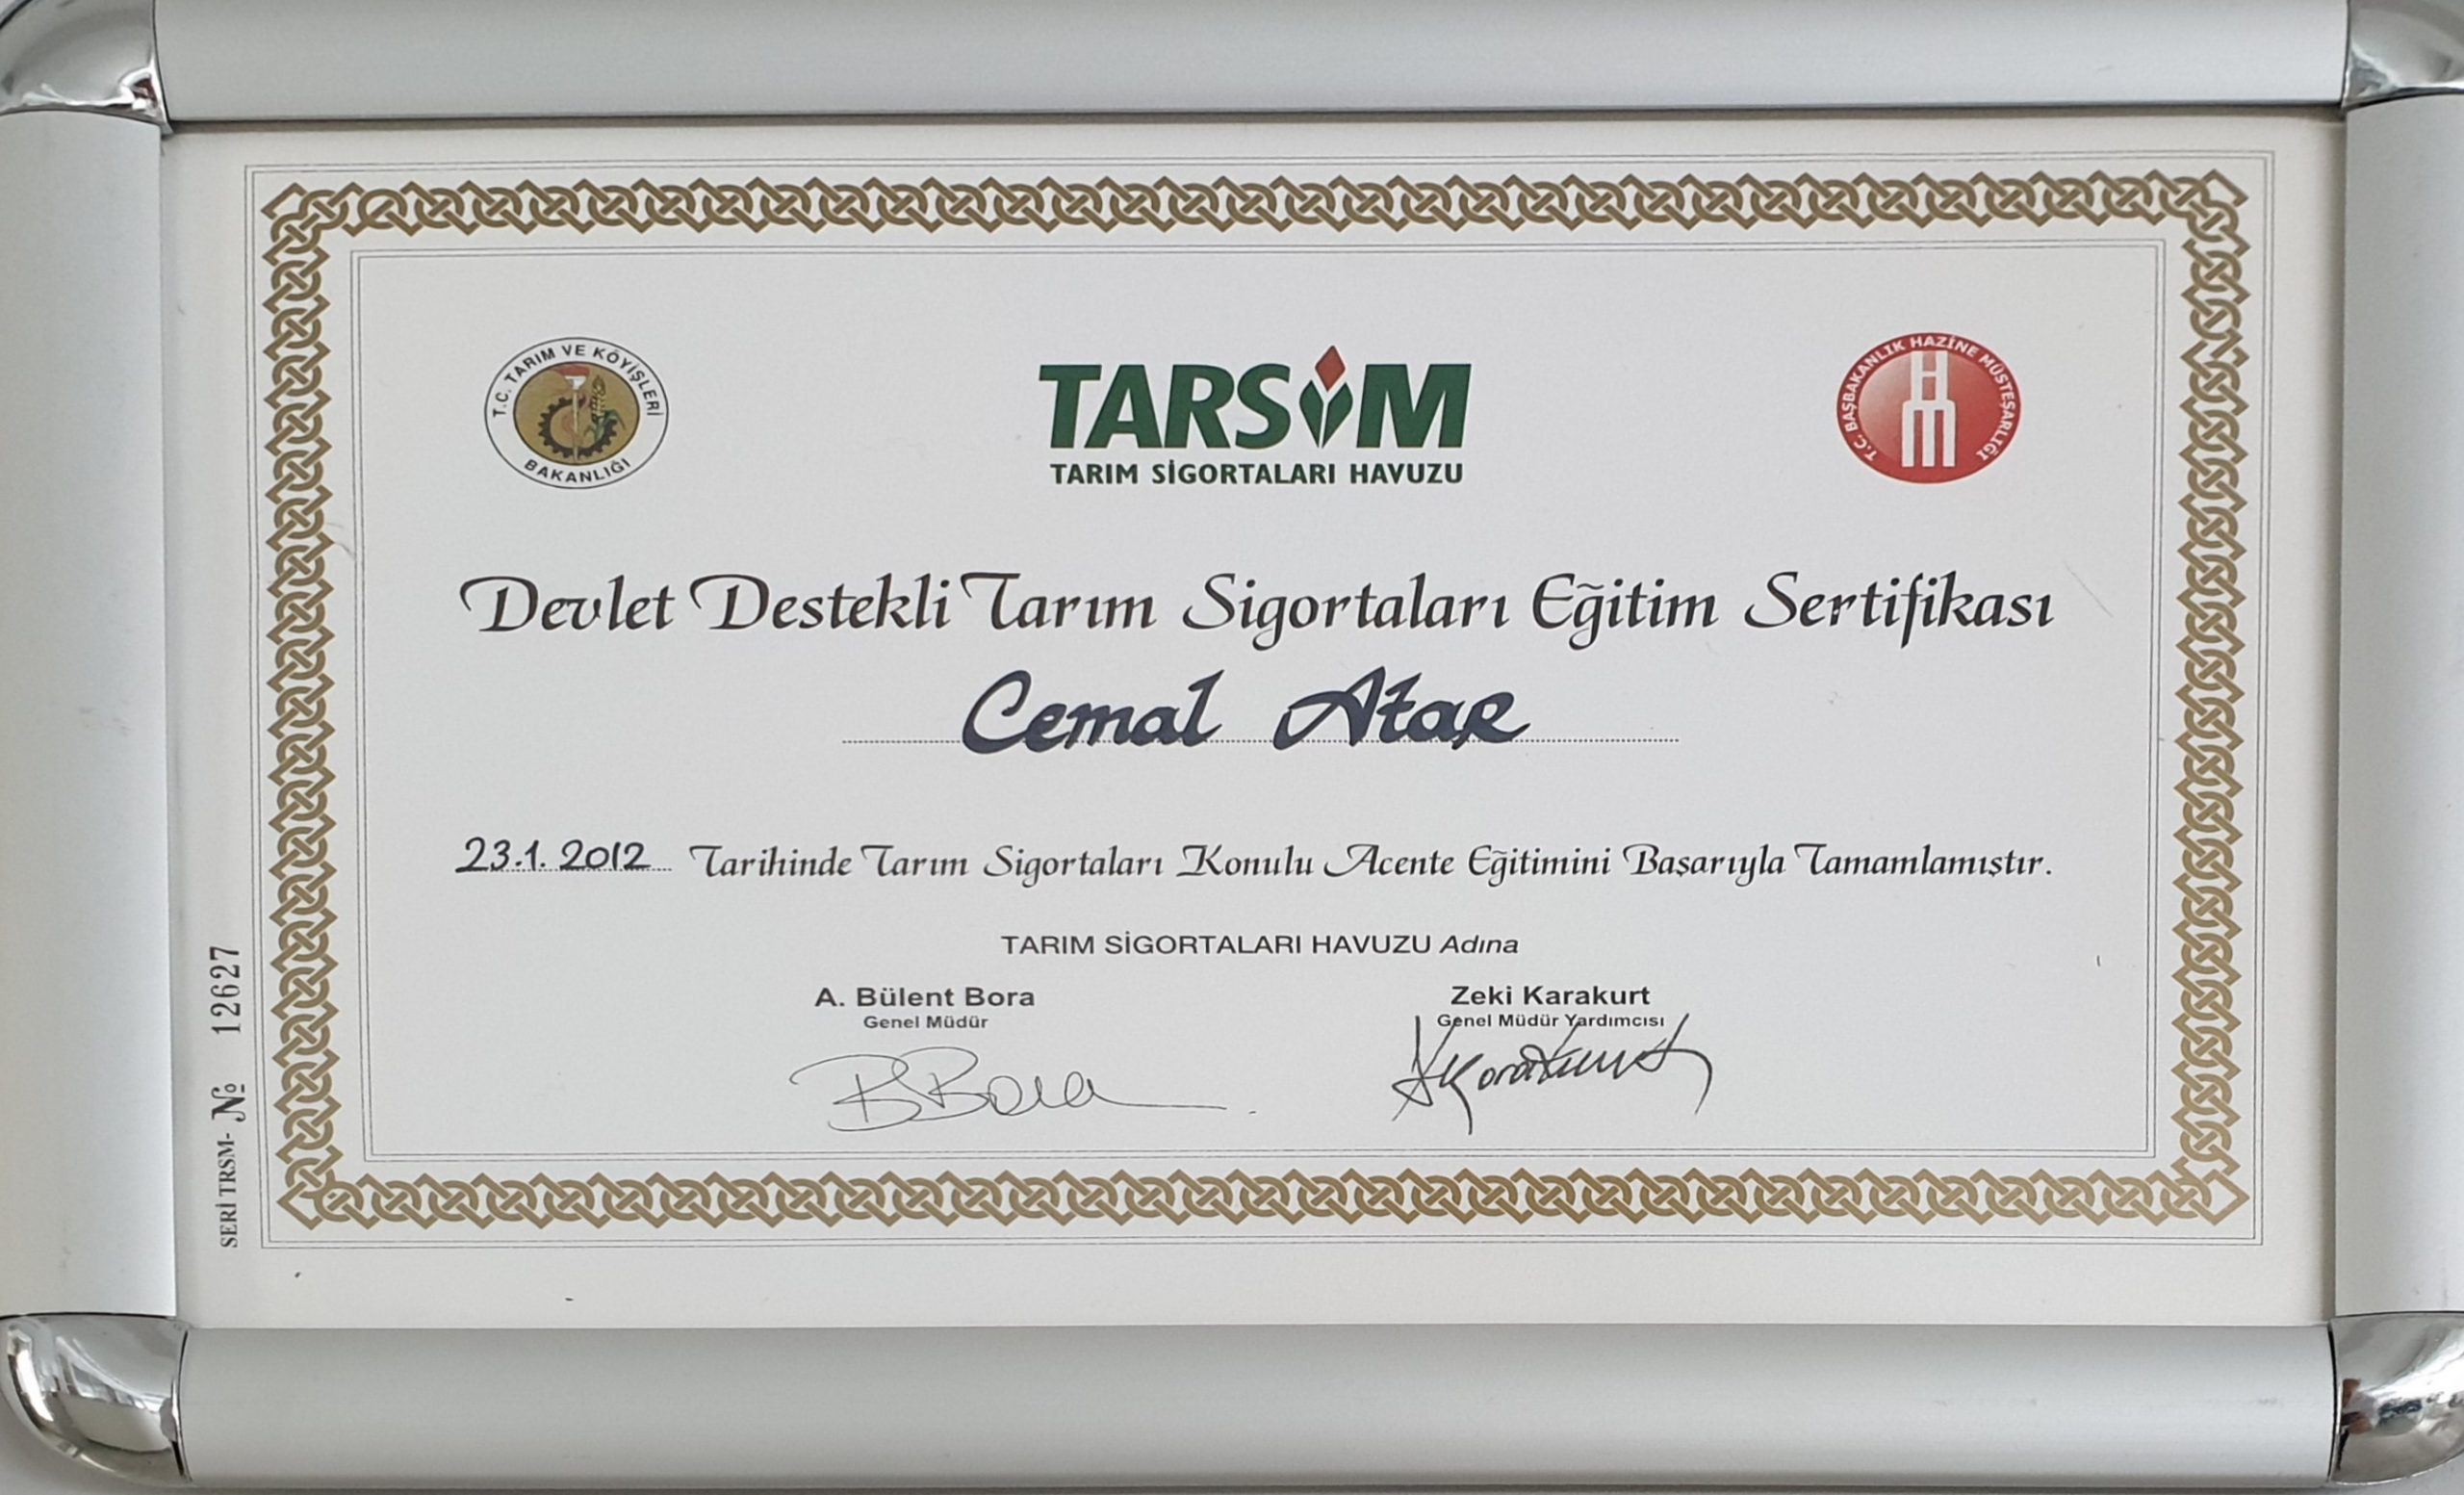 T.C. TARIM VE KÖYİŞLERİ BAKANLIĞI
TARSİM
TARIM SİGORTALARI HAVUZU
T.C. BAŞBAKANLIK HAZİNE MÜSTEŞARLIĞI
Devlet Destekli Tarım Sigortaları Eğitim Sertifikası
Cemal Atar
23.1.2012 Tarihinde Tarım Sigortaları Konulu Acente Eğitimini Başarıyla Tamamlamıştır.
TARIM SİGORTALARI HAVUZU Adına
A. Bülent Bora
Genel Müdür
BBora
Zeki Karakurt
Genel Müdür Yardımcısı
ZKarakurt
SERİ TRSM- № 12627